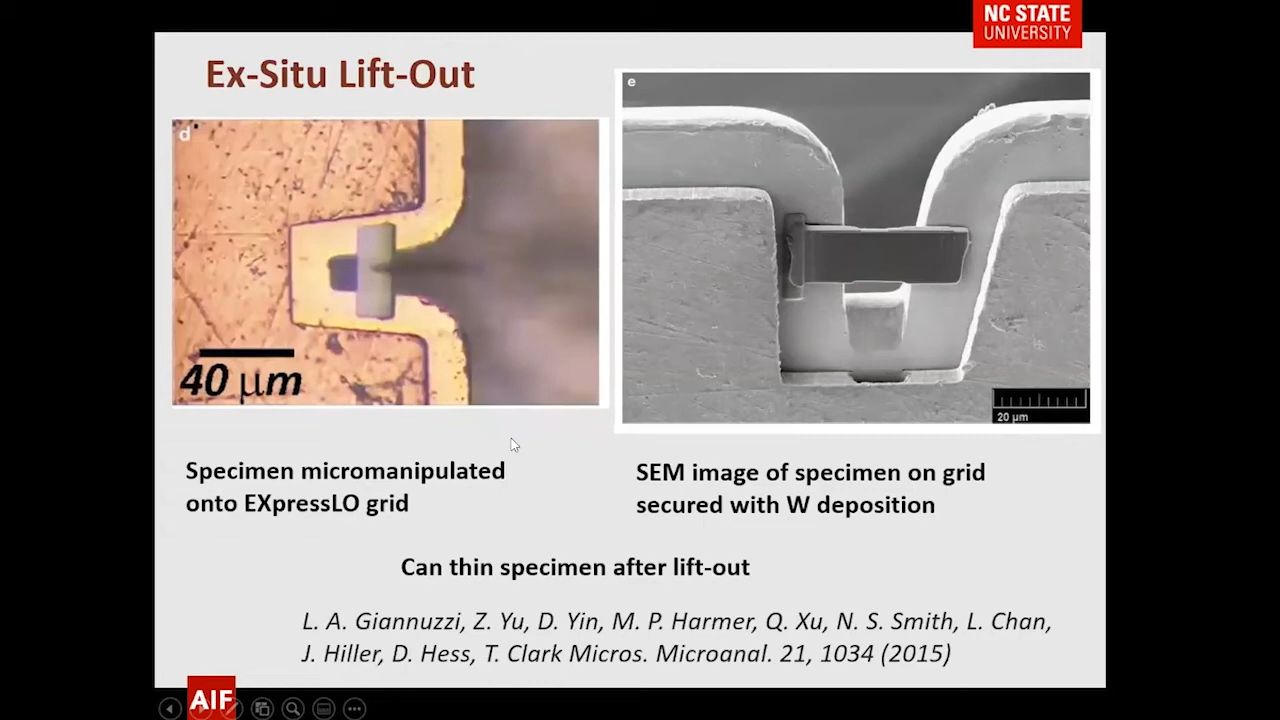 NC STATE
UNIVERSITY
Ex-Situ Lift-Out
d
40 μm
e
20 μm
Specimen micromanipulated
onto EXpressLO grid
SEM image of specimen on grid
secured with W deposition
Can thin specimen after lift-out
L. A. Giannuzzi, Z. Yu, D. Yin, M. P. Harmer, Q. Xu, N. S. Smith, L. Chan,
J. Hiller, D. Hess, T. Clark Micros. Microanal. 21, 1034 (2015)
AIF